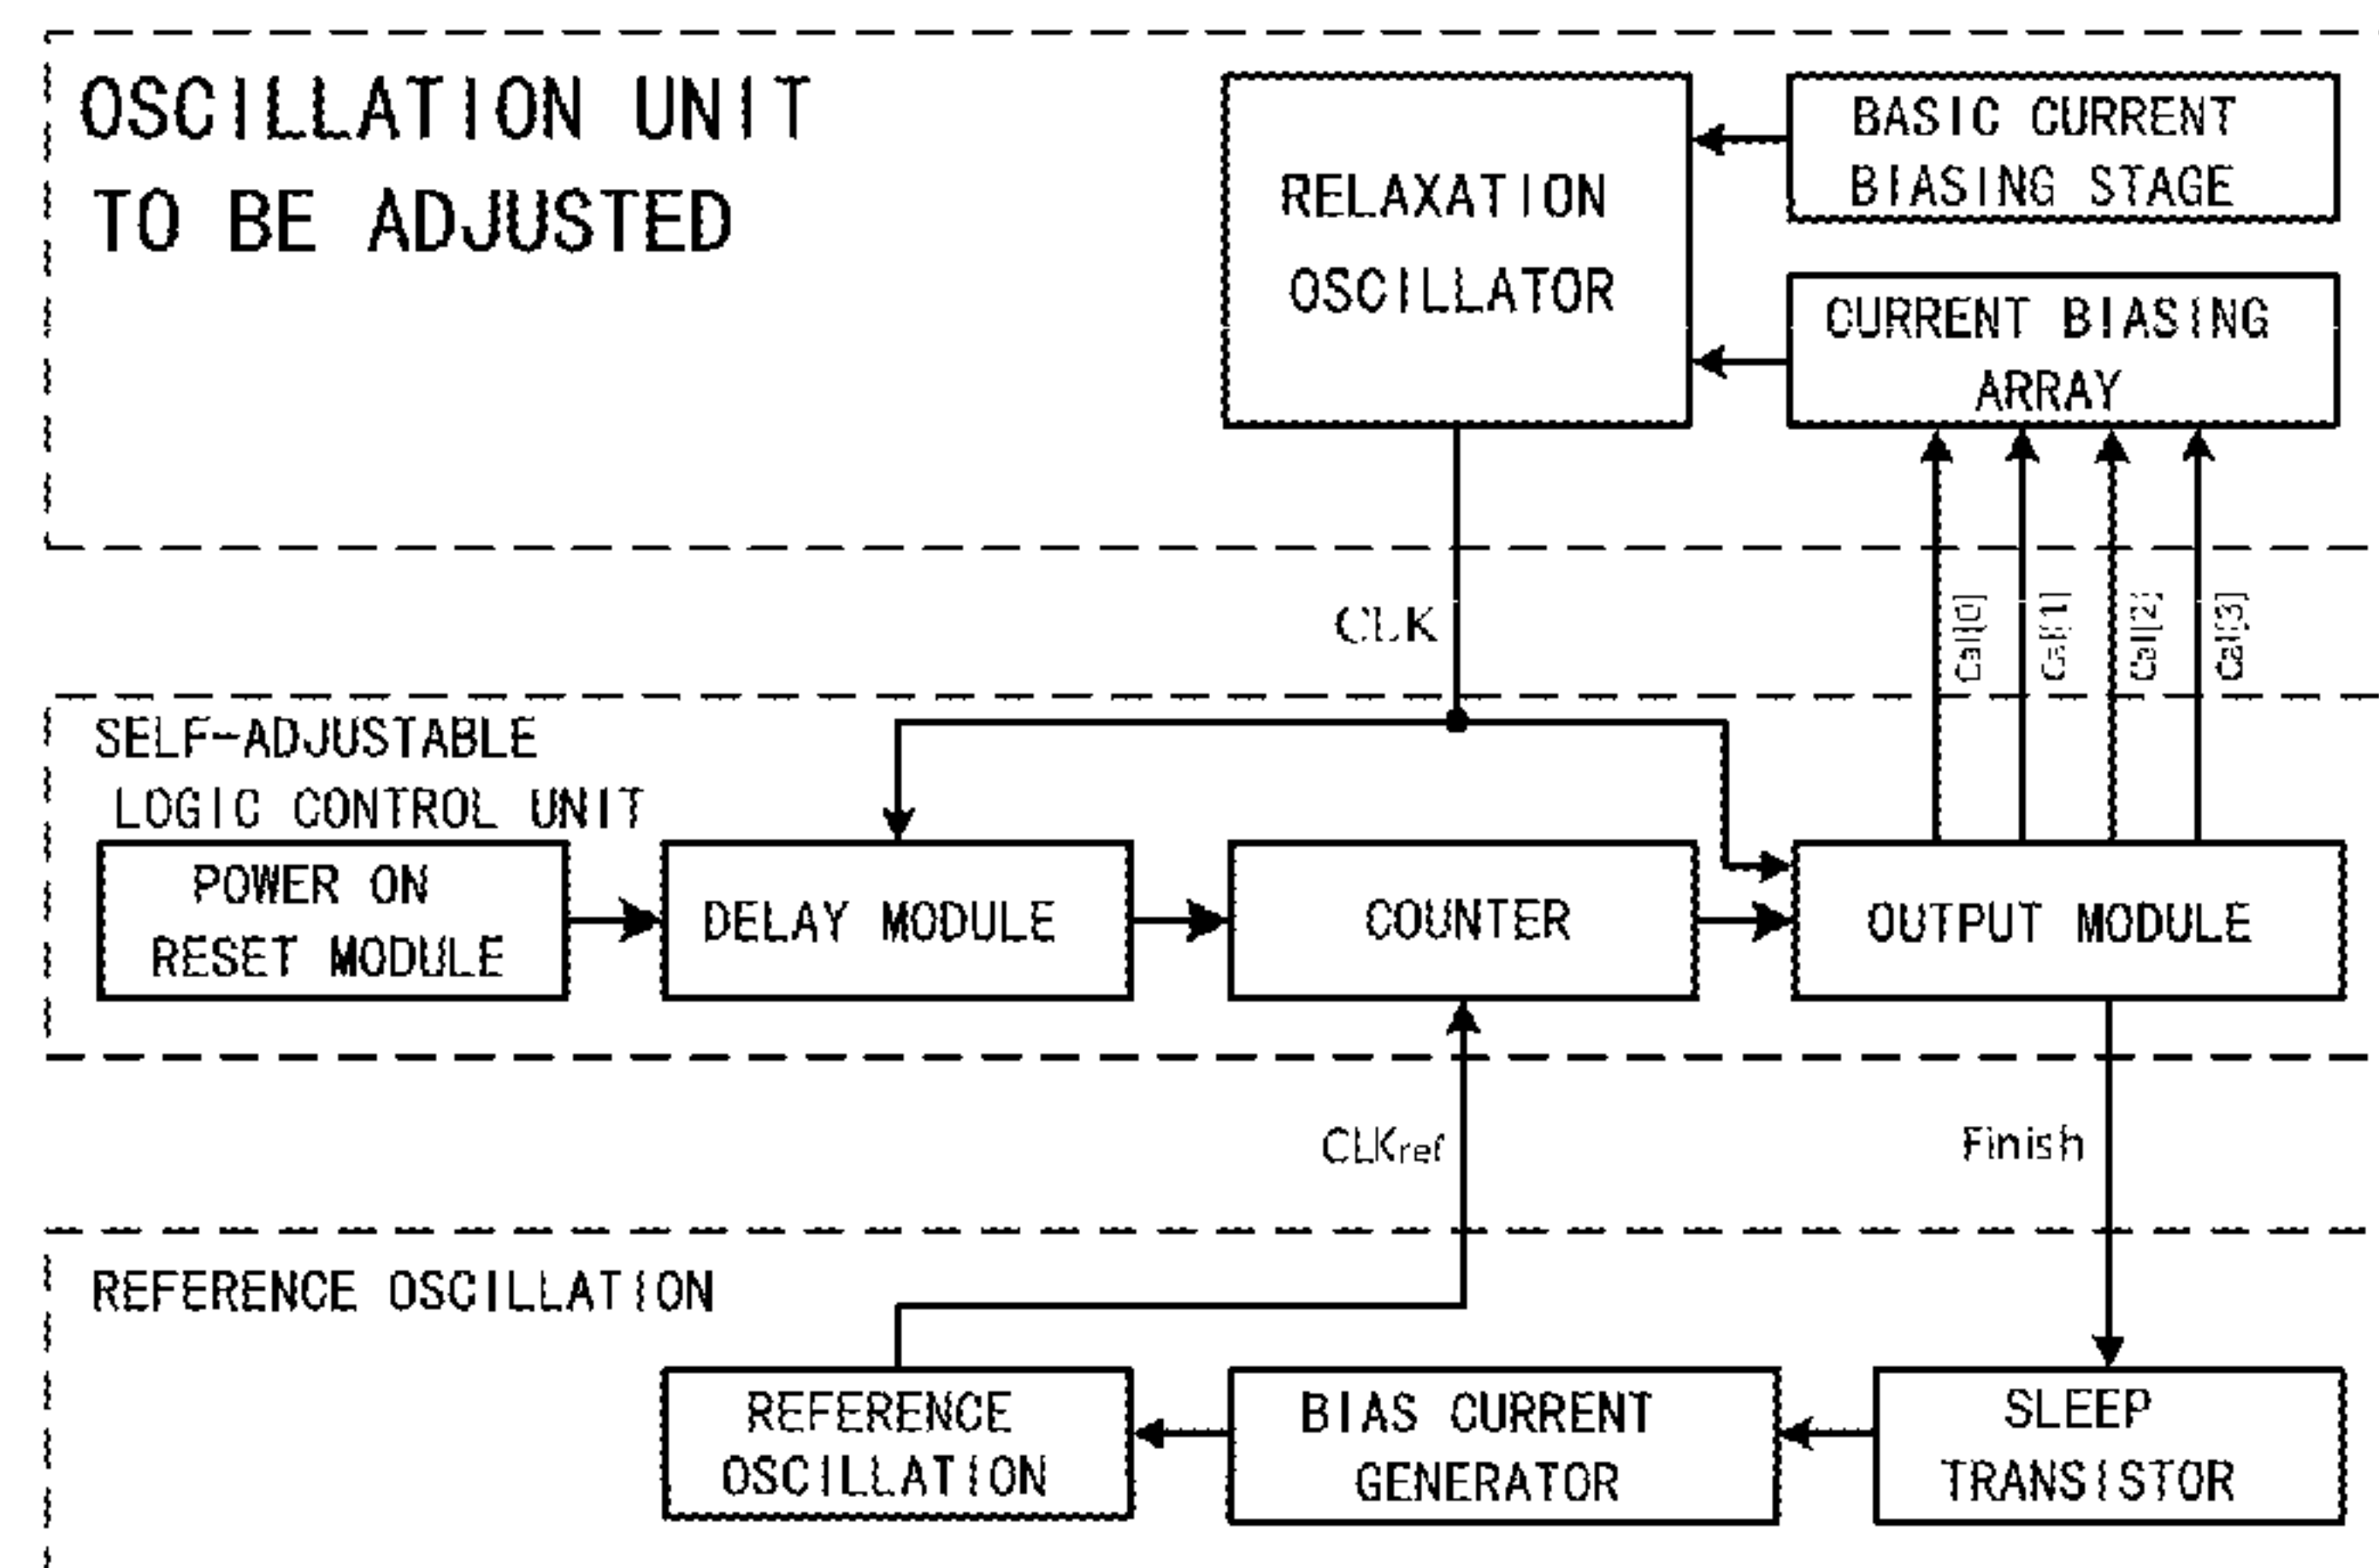 OSCILLATION UNIT
TO BE ADJUSTED
RELAXATION
OSCILLATOR
BASIC CURRENT
BIASING STAGE
CURRENT BIASING
ARRAY
CLK
Cal[0]
Cal[1]
Cal[2]
Cal[3]
SELF-ADJUSTABLE
LOGIC CONTROL UNIT
POWER ON
RESET MODULE
DELAY MODULE
COUNTER
OUTPUT MODULE
CLKref
Finish
REFERENCE OSCILLATION
REFERENCE
OSCILLATION
BIAS CURRENT
GENERATOR
SLEEP
TRANSISTOR